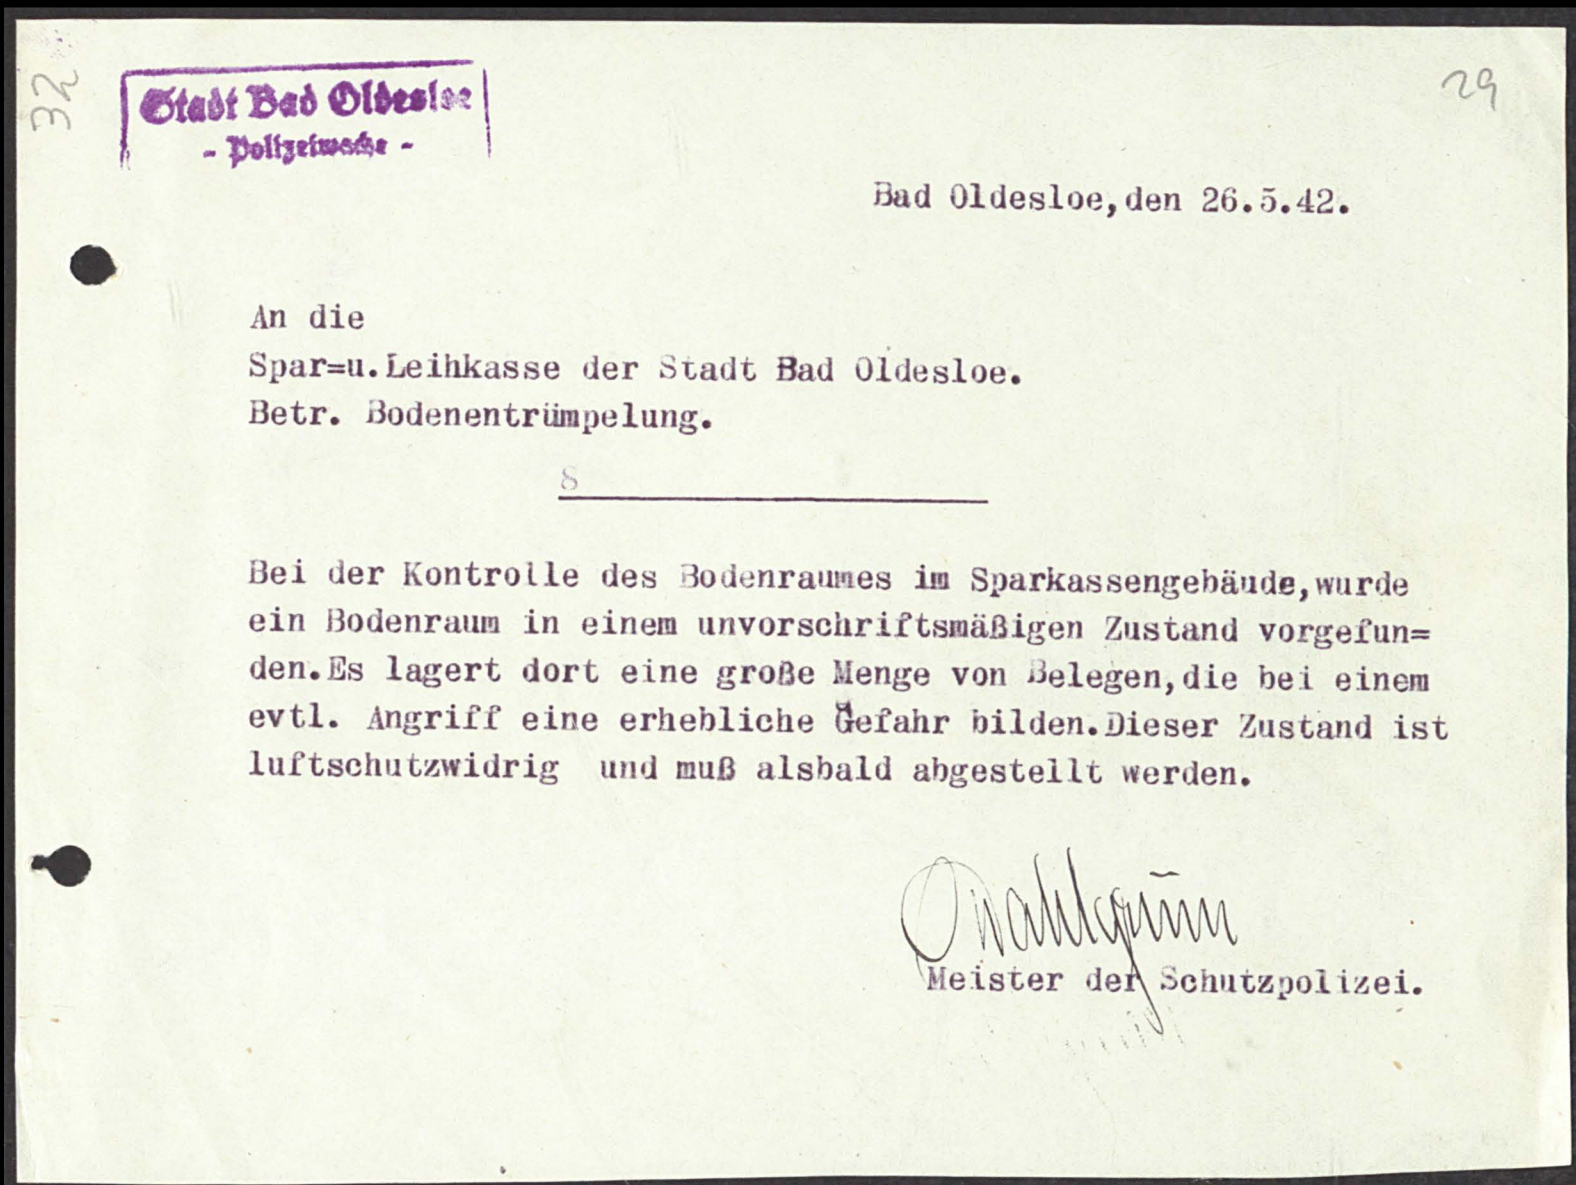 32
29
Stadt Bad Oldesloe
- Polizeiwache -
Bad Oldesloe,den 26.5.42.
An die
Spar=u.Leihkasse der Stadt Bad Oldesloe.
Betr. Bodenentrümpelung.
8
Bei der Kontrolle des Bodenraumes im Sparkassengebäude,wurde
ein Bodenraum in einem unvorschriftsmäßigen Zustand vorgefun=
den.Es lagert dort eine große Menge von Belegen,die bei einem
evtl. Angriff eine erhebliche Gefahr bilden.Dieser Zustand ist
luftschutzwidrig und muß alsbald abgestellt werden.
Meister der Schutzpolizei.